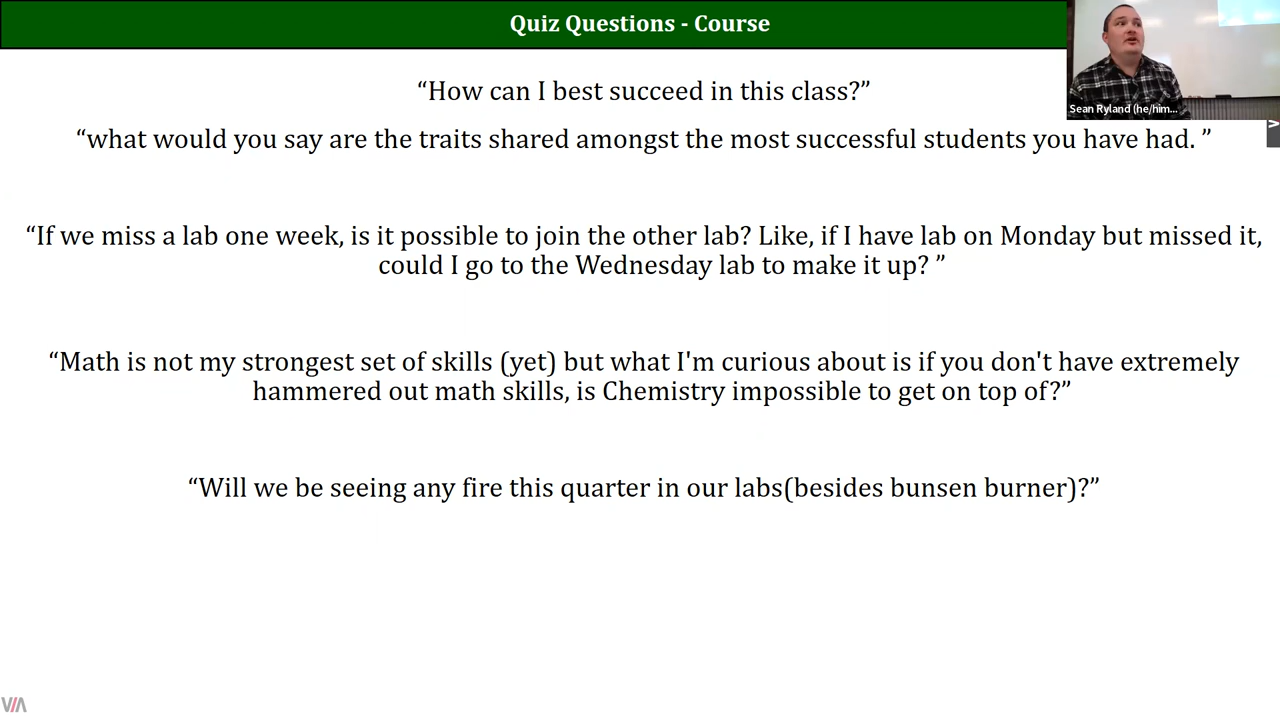 Quiz Questions - Course
Sean Ryland (he/him...
“How can I best succeed in this class?”
“what would you say are the traits shared amongst the most successful students you have had. ”
“If we miss a lab one week, is it possible to join the other lab? Like, if I have lab on Monday but missed it,
could I go to the Wednesday lab to make it up? ”
“Math is not my strongest set of skills (yet) but what I'm curious about is if you don't have extremely
hammered out math skills, is Chemistry impossible to get on top of?”
“Will we be seeing any fire this quarter in our labs(besides bunsen burner)?”
VIA